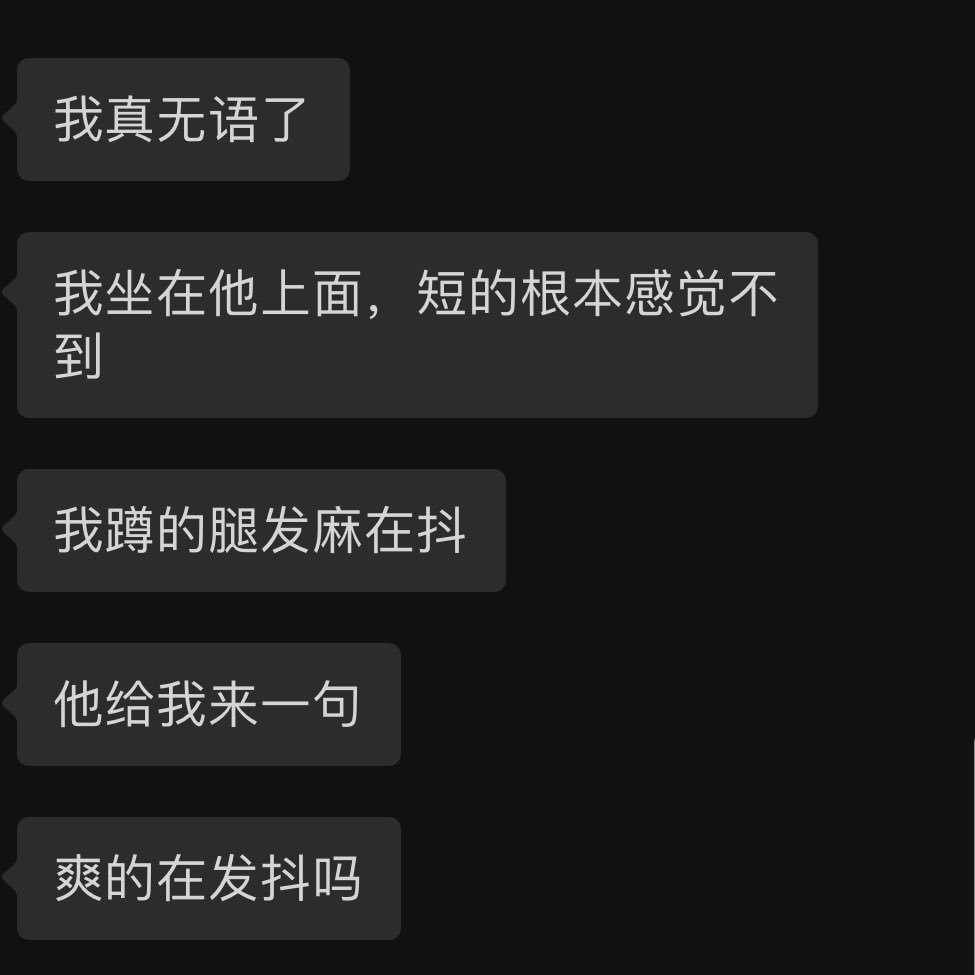 我真无语了
我坐在他上面，短的根本感觉不
到
我蹲的腿发麻在抖
他给我来一句
爽的在发抖吗